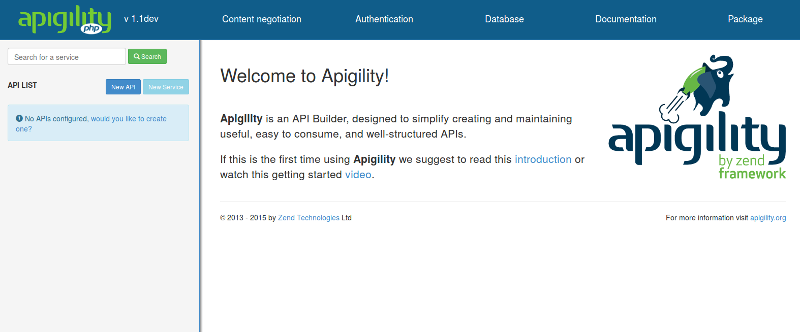 apigility php v 1.1dev Content negotiation Authentication Database Documentation Package
Search for a service Search
API LIST New API New Service
No APIs configured, would you like to create
one?
Welcome to Apigility!
Apigility is an API Builder, designed to simplify creating and maintaining
useful, easy to consume, and well-structured APIs.
If this is the first time using Apigility we suggest to read this introduction or
watch this getting started video.
apigility
by zend
framework
© 2013 - 2015 by Zend Technologies Ltd For more information visit apigility.org